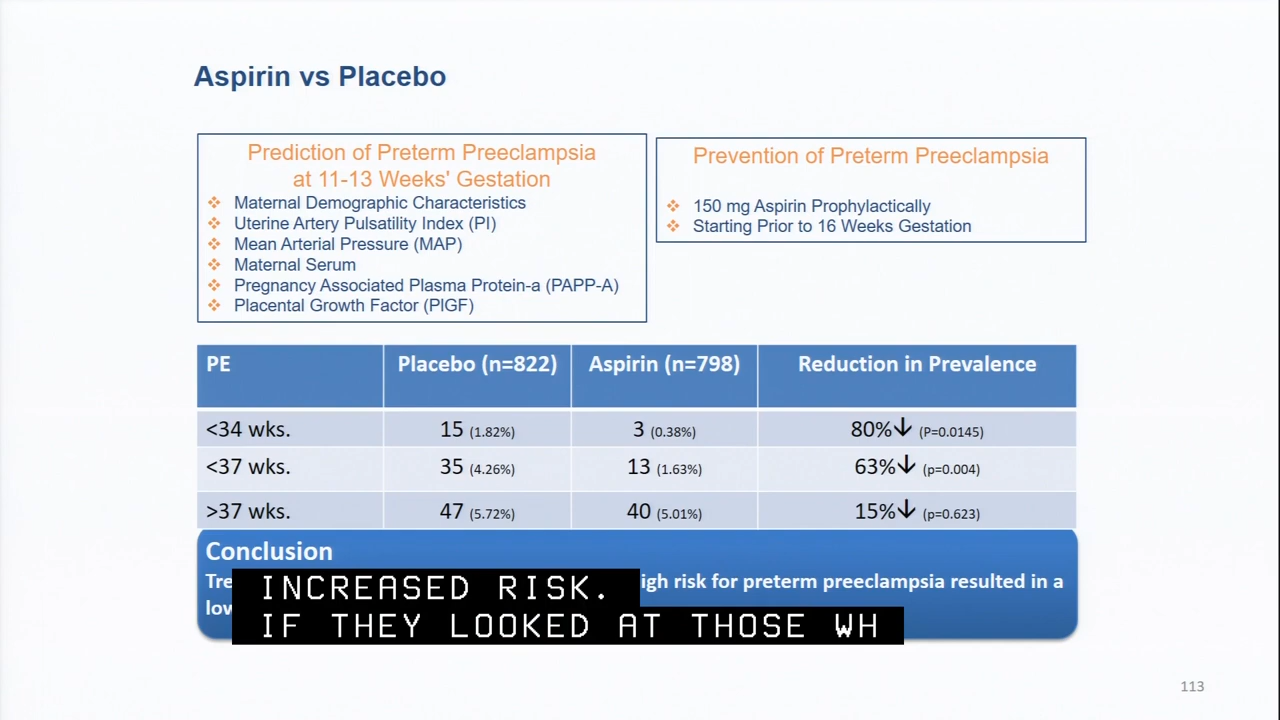 Aspirin vs Placebo
Prediction of Preterm Preeclampsia
at 11-13 Weeks' Gestation
❖ Maternal Demographic Characteristics
❖ Uterine Artery Pulsatility Index (PI)
❖ Mean Arterial Pressure (MAP)
❖ Maternal Serum
❖ Pregnancy Associated Plasma Protein-a (PAPP-A)
❖ Placental Growth Factor (PlGF)
Prevention of Preterm Preeclampsia
❖ 150 mg Aspirin Prophylactically
❖ Starting Prior to 16 Weeks Gestation
PE Placebo (n=822) Aspirin (n=798) Reduction in Prevalence
<34 wks. 15 (1.82%) 3 (0.38%) 80%↓ (P=0.0145)
<37 wks. 35 (4.26%) 13 (1.63%) 63%↓ (p=0.004)
>37 wks. 47 (5.72%) 40 (5.01%) 15%↓ (p=0.623)
Conclusion
risk for preterm preeclampsia resulted in a
INCREASED RISK.
IF THEY LOOKED AT THOSE WH
113